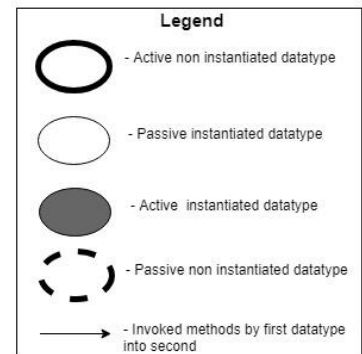 Legend
- Active non instantiated datatype
- Passive instantiated datatype
- Active instantiated datatype
- Passive non instantiated datatype
- Invoked methods by first datatype
into second